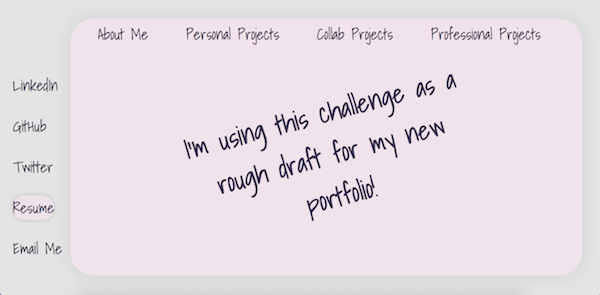 About Me Personal Projects Collab Projects Professional Projects
LinkedIn
GitHub
Twitter
Resume
Email Me
I'm using this challenge as a
rough draft for my new
portfolio!